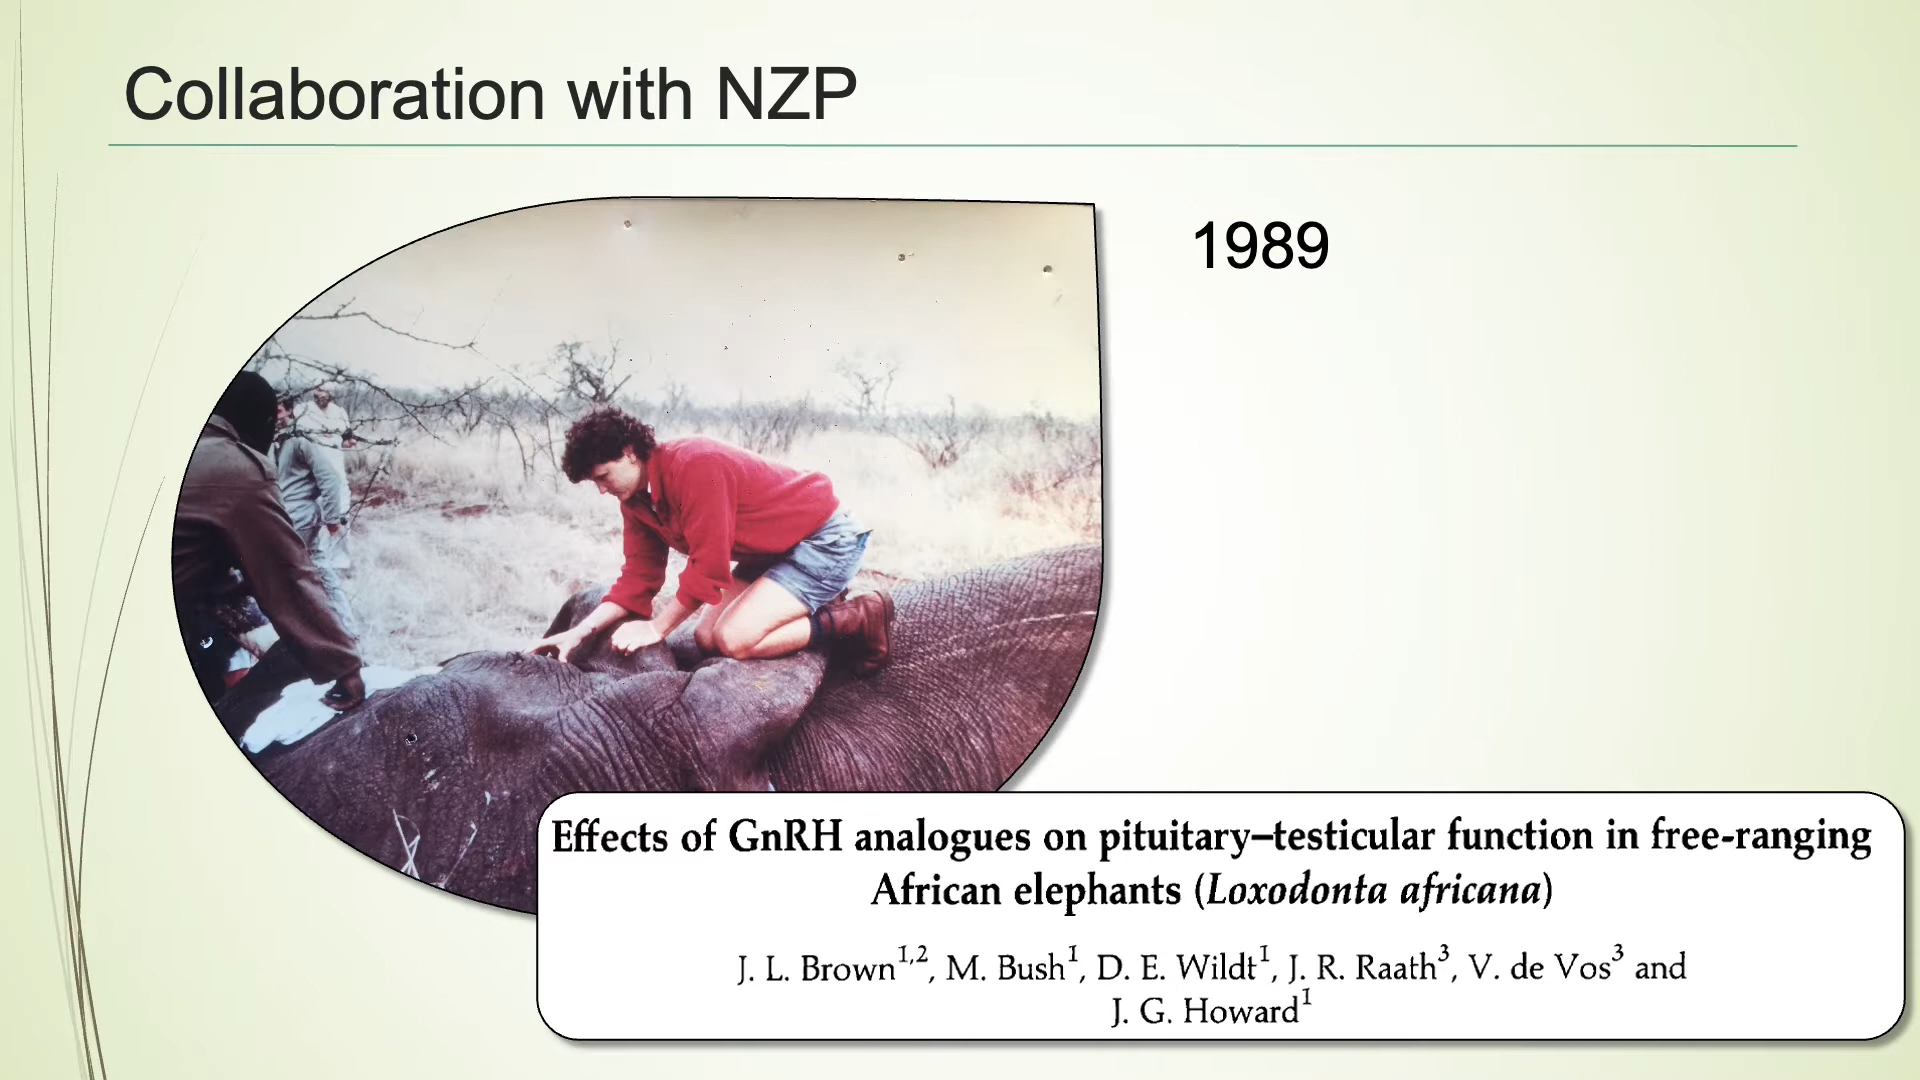 Collaboration with NZP
1989
Effects of GnRH analogues on pituitary–testicular function in free-ranging
African elephants (Loxodonta africana)
J. L. Brown1,2, M. Bush1, D. E. Wildt1, J. R. Raath3, V. de Vos3 and
J. G. Howard1